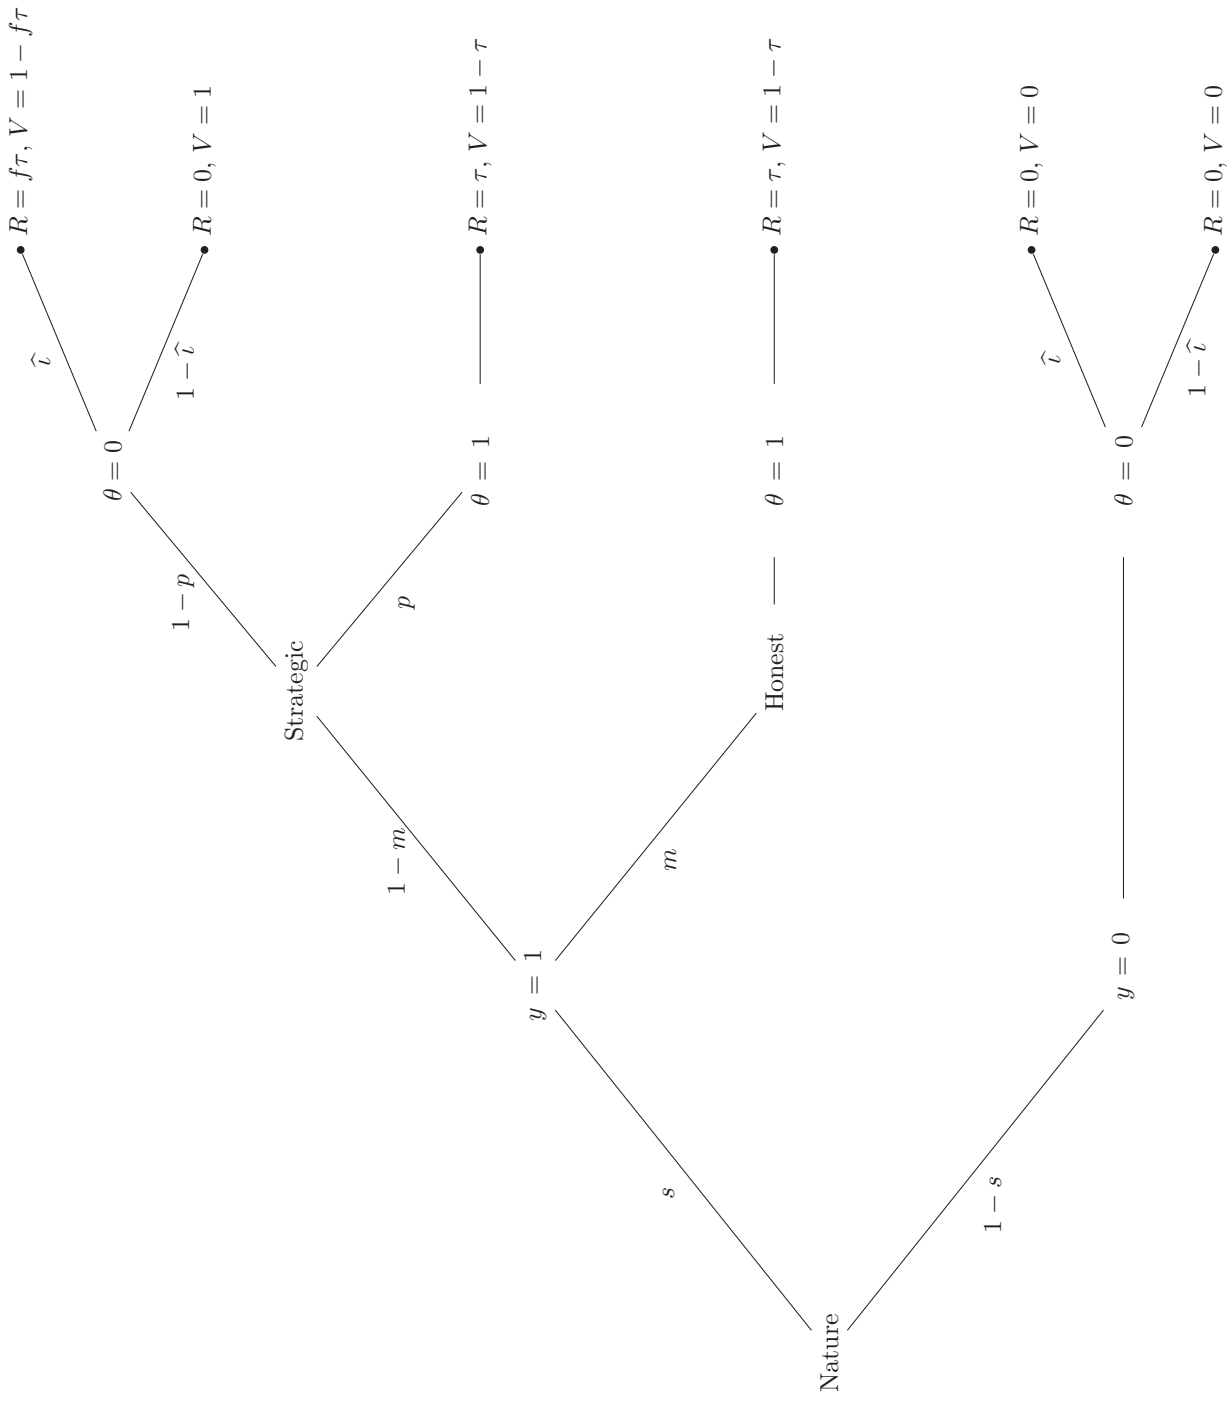 Nature
s
1 − s
y = 1
y = 0
1 − m
m
Strategic
Honest
1 − p
p
θ = 0
θ = 1
θ = 1
θ = 0
î
1 − î
î
1 − î
R = fτ, V = 1 − fτ
R = 0, V = 1
R = τ, V = 1 − τ
R = τ, V = 1 − τ
R = 0, V = 0
R = 0, V = 0